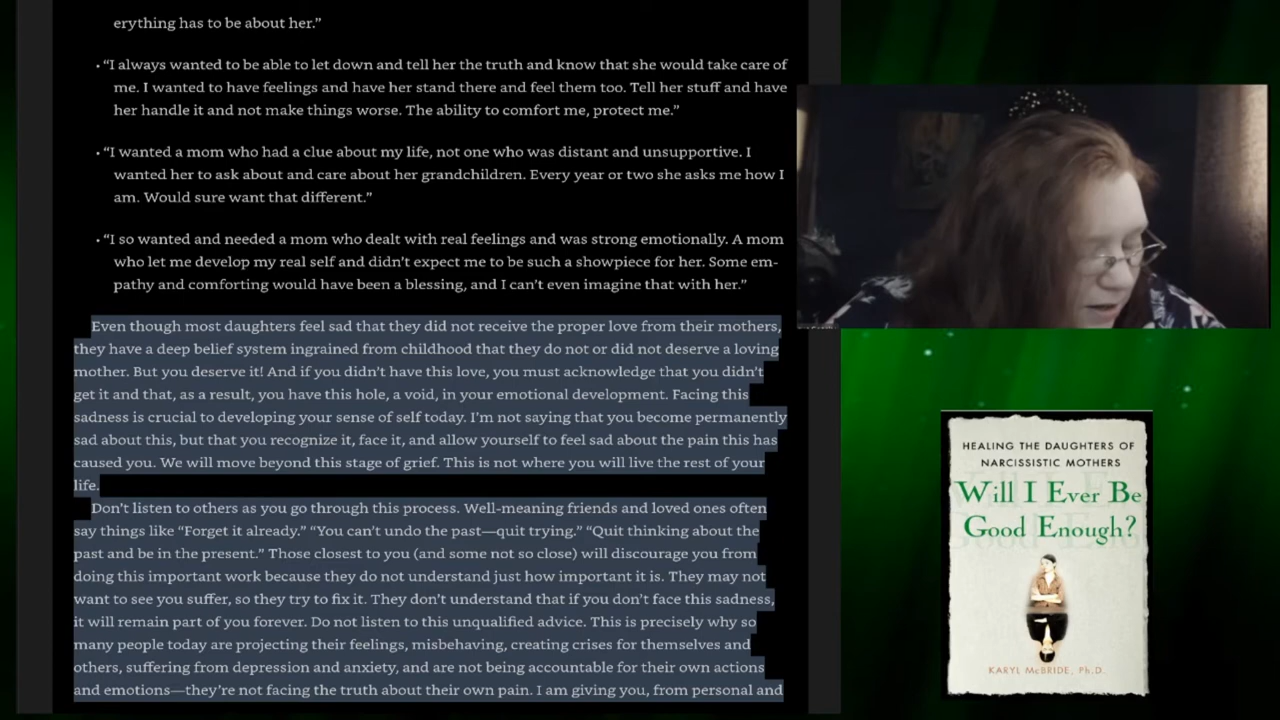 erything has to be about her.”
• “I always wanted to be able to let down and tell her the truth and know that she would take care of
me. I wanted to have feelings and have her stand there and feel them too. Tell her stuff and have
her handle it and not make things worse. The ability to comfort me, protect me.”
• “I wanted a mom who had a clue about my life, not one who was distant and unsupportive. I
wanted her to ask about and care about her grandchildren. Every year or two she asks me how I
am. Would sure want that different.”
• “I so wanted and needed a mom who dealt with real feelings and was strong emotionally. A mom
who let me develop my real self and didn’t expect me to be such a showpiece for her. Some em-
pathy and comforting would have been a blessing, and I can’t even imagine that with her.”
Even though most daughters feel sad that they did not receive the proper love from their mothers,
they have a deep belief system ingrained from childhood that they do not or did not deserve a loving
mother. But you deserve it! And if you didn’t have this love, you must acknowledge that you didn’t
get it and that, as a result, you have this hole, a void, in your emotional development. Facing this
sadness is crucial to developing your sense of self today. I’m not saying that you become permanently
sad about this, but that you recognize it, face it, and allow yourself to feel sad about the pain this has
caused you. We will move beyond this stage of grief. This is not where you will live the rest of your
life.
Don’t listen to others as you go through this process. Well-meaning friends and loved ones often
say things like “Forget it already.” “You can’t undo the past—quit trying.” “Quit thinking about the
past and be in the present.” Those closest to you (and some not so close) will discourage you from
doing this important work because they do not understand just how important it is. They may not
want to see you suffer, so they try to fix it. They don’t understand that if you don’t face this sadness,
it will remain part of you forever. Do not listen to this unqualified advice. This is precisely why so
many people today are projecting their feelings, misbehaving, creating crises for themselves and
others, suffering from depression and anxiety, and are not being accountable for their own actions
and emotions—they’re not facing the truth about their own pain. I am giving you, from personal and
HEALING THE DAUGHTERS OF
NARCISSISTIC MOTHERS
Will I Ever Be
Good Enough?
KARYL McBRIDE, Ph.D.